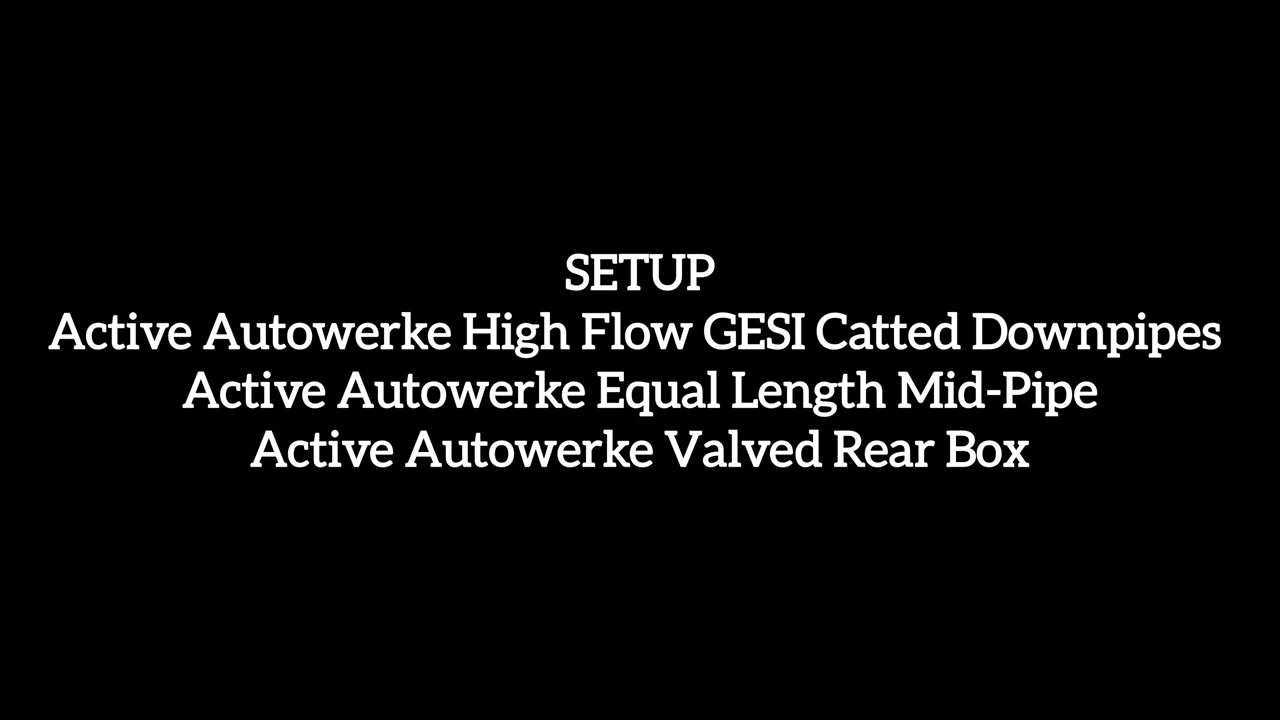 SETUP
Active Autowerke High Flow GESI Catted Downpipes
Active Autowerke Equal Length Mid-Pipe
Active Autowerke Valved Rear Box